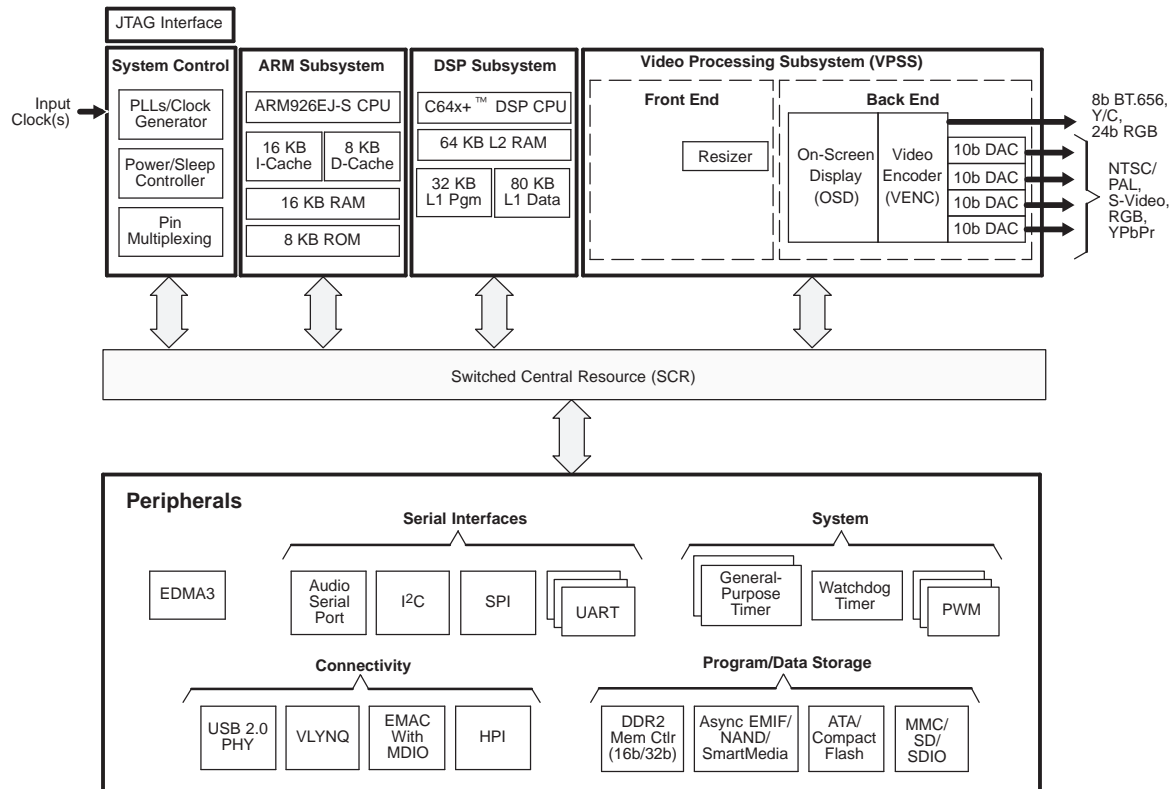 JTAG Interface
System Control
ARM Subsystem
DSP Subsystem
Video Processing Subsystem (VPSS)
Input
Clock(s)
PLLs/Clock
Generator
Power/Sleep
Controller
Pin
Multiplexing
ARM926EJ-S CPU
16 KB
I-Cache
8 KB
D-Cache
16 KB RAM
8 KB ROM
C64x+™ DSP CPU
64 KB L2 RAM
32 KB
L1 Pgm
80 KB
L1 Data
Front End
Resizer
Back End
On-Screen
Display
(OSD)
Video
Encoder
(VENC)
10b DAC
10b DAC
10b DAC
10b DAC
8b BT.656,
Y/C,
24b RGB
NTSC/
PAL,
S-Video,
RGB,
YPbPr
Switched Central Resource (SCR)
Peripherals
Serial Interfaces
System
EDMA3
Audio
Serial
Port
I²C
SPI
UART
General-
Purpose
Timer
Watchdog
Timer
PWM
Connectivity
Program/Data Storage
USB 2.0
PHY
VLYNQ
EMAC
With
MDIO
HPI
DDR2
Mem Ctlr
(16b/32b)
Async EMIF/
NAND/
SmartMedia
ATA/
Compact
Flash
MMC/
SD/
SDIO